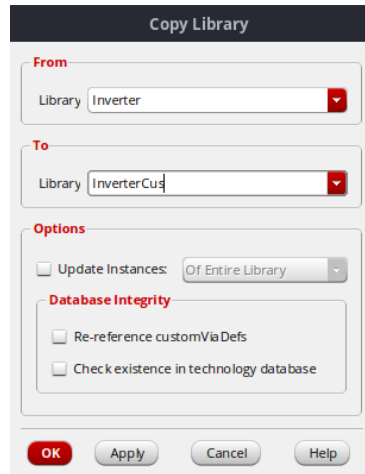 Copy Library
From
Library Inverter
To
Library InverterCus
Options
Update Instances: Of Entire Library
Database Integrity
Re-reference customViaDefs
Check existence in technology database
OK Apply Cancel Help